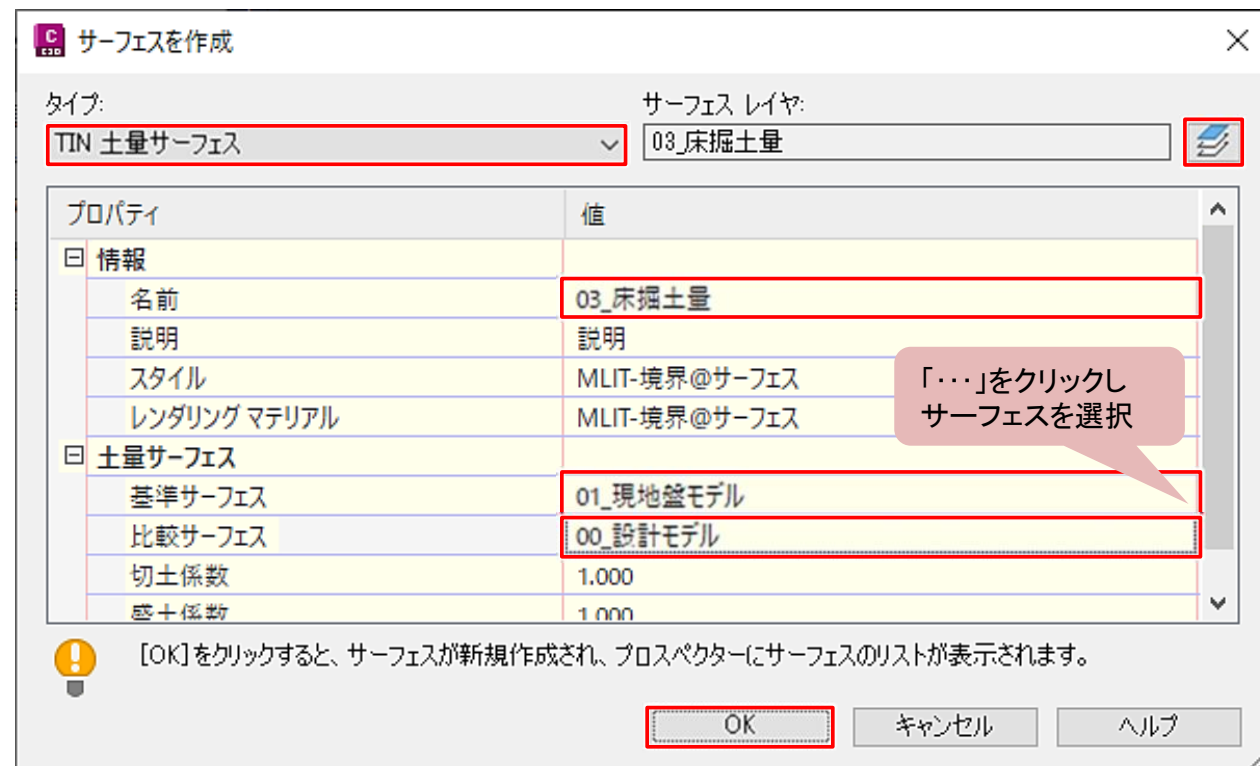 C
C3D
サーフェスを作成
タイプ:
サーフェス レイヤ:
TIN 土量サーフェス
03_床掘土量
プロパティ
値
情報
名前
03_床掘土量
説明
説明
スタイル
MLIT-境界@サーフェス
レンダリング マテリアル
MLIT-境界@サーフェス
「・・・」をクリックし
サーフェスを選択
土量サーフェス
基準サーフェス
01_現地盤モデル
比較サーフェス
00_設計モデル
切土係数
1.000
盛土係数
1.000
[OK]をクリックすると、サーフェスが新規作成され、プロスペクターにサーフェスのリストが表示されます。
OK
キャンセル
ヘルプ